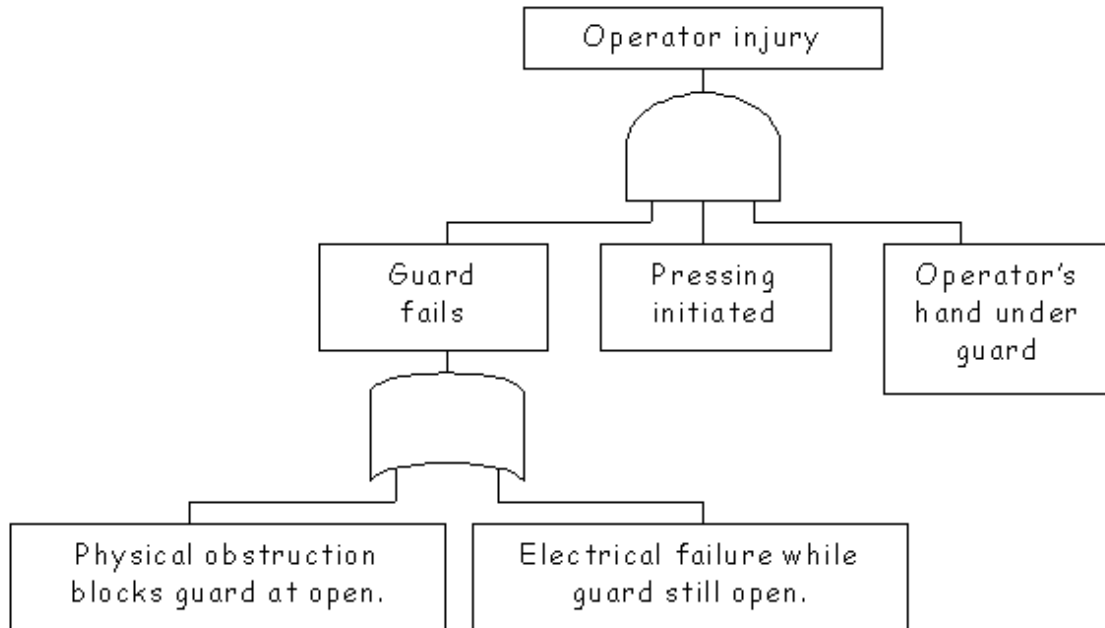 Operator injury
Guard
fails
Pressing
initiated
Operator's
hand under
guard
Physical obstruction
blocks guard at open.
Electrical failure while
guard still open.